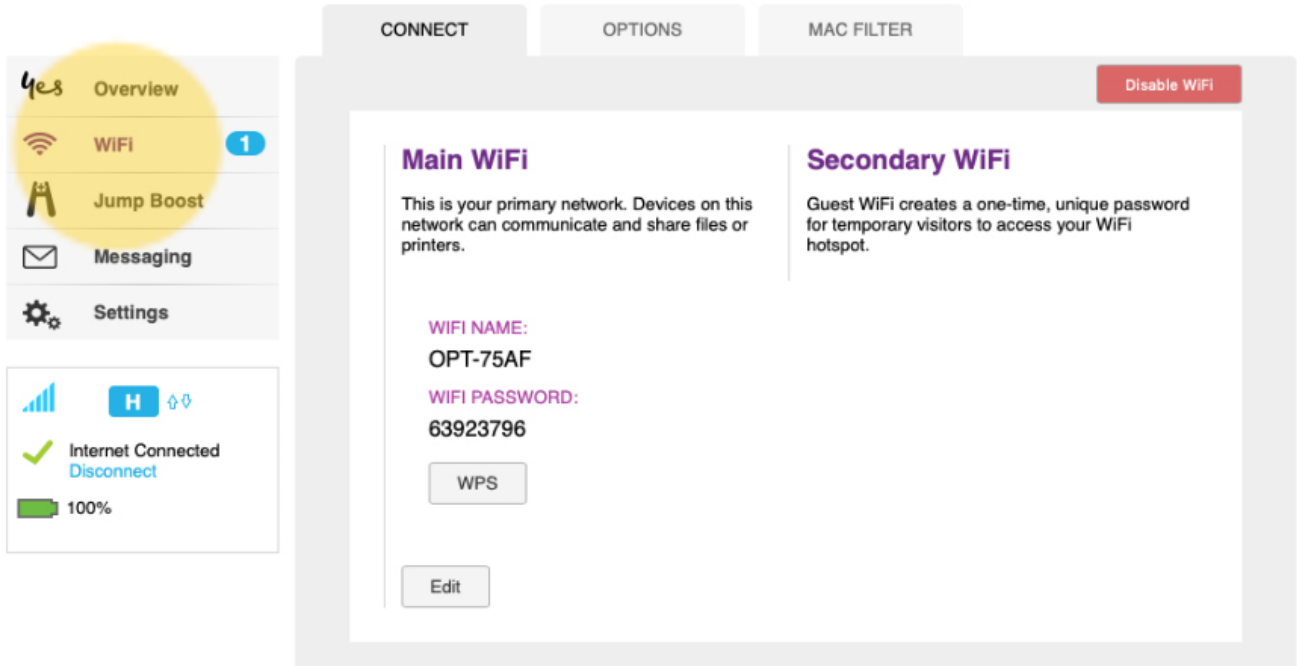 CONNECT
OPTIONS
MAC FILTER
yes
Overview
WiFi
1
Jump Boost
Messaging
Settings
H
Internet Connected
Disconnect
100%
Disable WiFi
Main WiFi
This is your primary network. Devices on this
network can communicate and share files or
printers.
WIFI NAME:
OPT-75AF
WIFI PASSWORD:
63923796
WPS
Edit
Secondary WiFi
Guest WiFi creates a one-time, unique password
for temporary visitors to access your WiFi
hotspot.